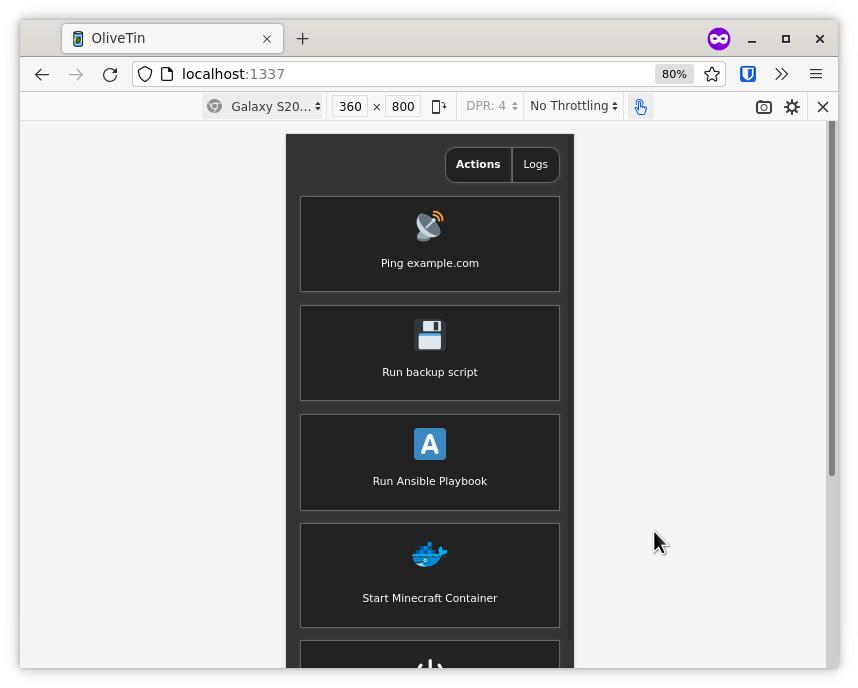 OliveTin
localhost:1337
80%
Galaxy S20... 360 × 800 DPR: 4 No Throttling
Actions Logs
Ping example.com
Run backup script
A
Run Ansible Playbook
Start Minecraft Container